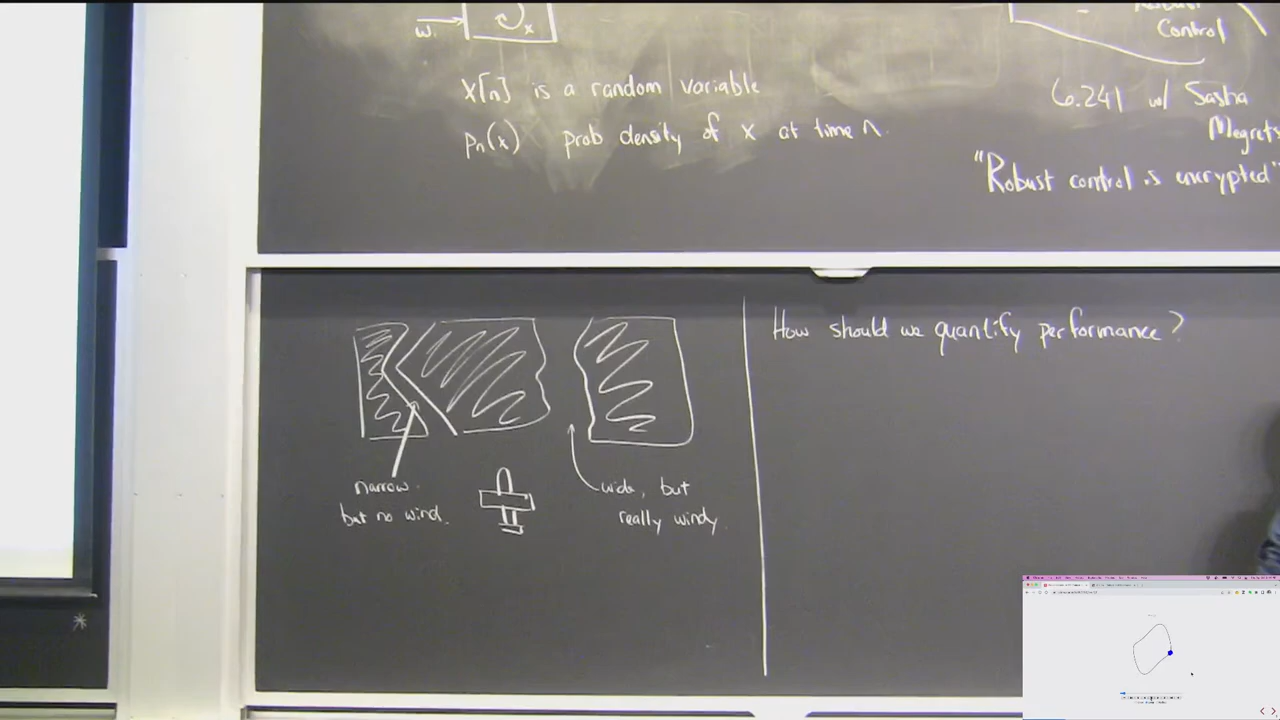 w.
x
x[n] is a random variable
pn(x) prob density of x at time n.
Control
6.241 w/ Sasha
"Robust control is encrypted"
How should we quantify performance?
narrow
but no wind.
wide, but
really windy